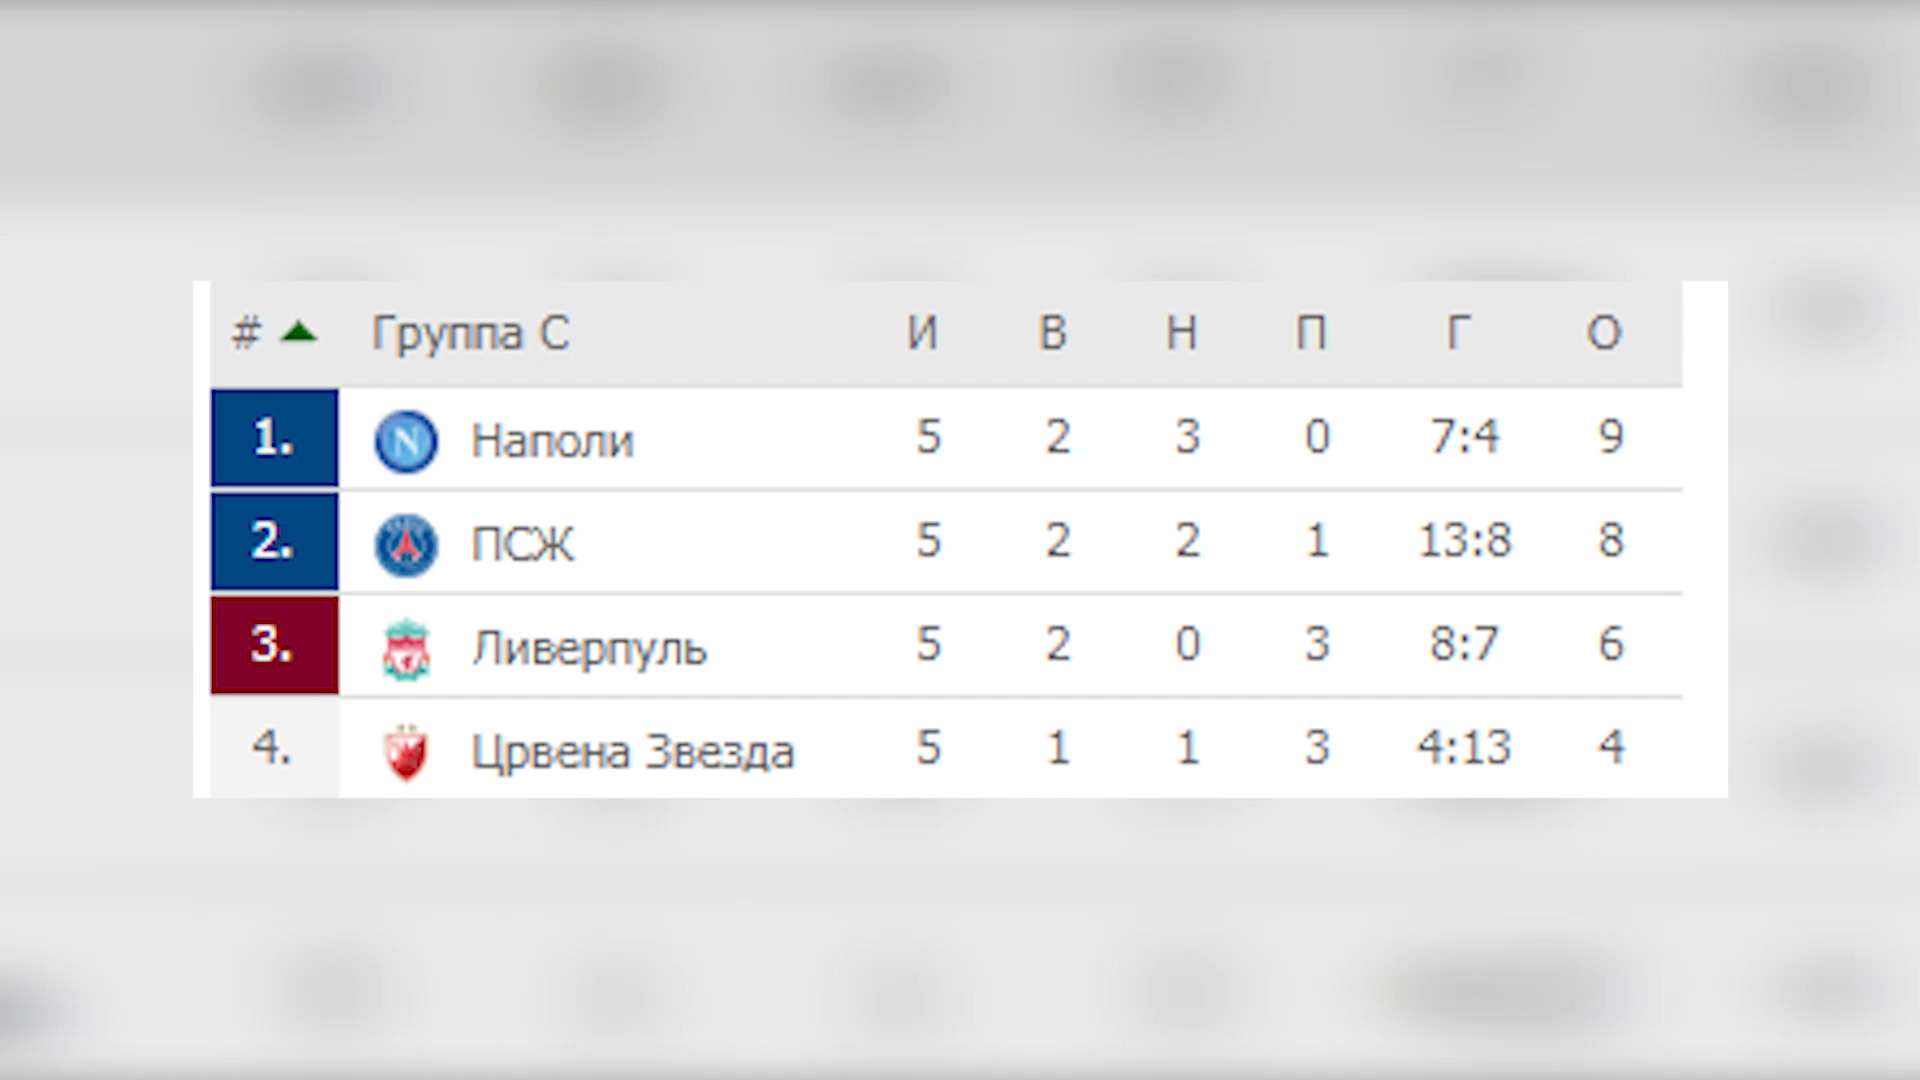 # Группа C И В Н П Г О
1. Наполи 5 2 3 0 7:4 9
2. ПСЖ 5 2 2 1 13:8 8
3. Ливерпуль 5 2 0 3 8:7 6
4. Црвена Звезда 5 1 1 3 4:13 4